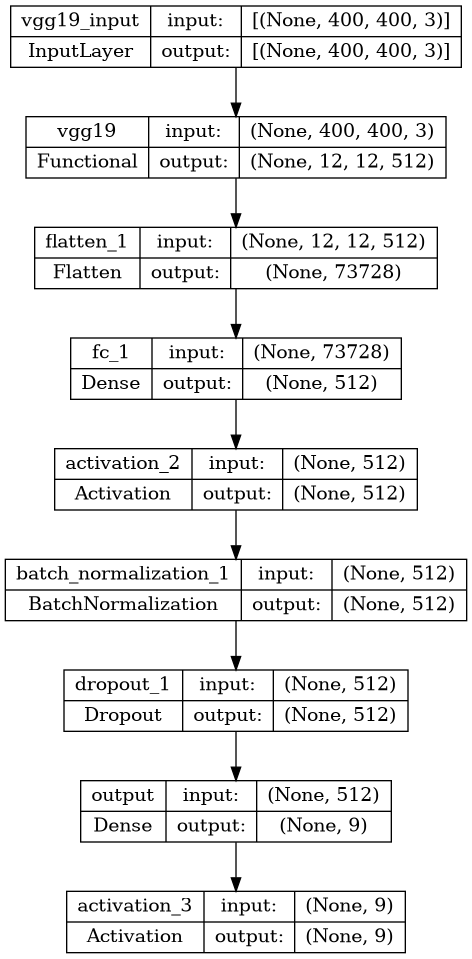 vgg19_input input: [(None, 400, 400, 3)]
InputLayer output: [(None, 400, 400, 3)]
vgg19 input: (None, 400, 400, 3)
Functional output: (None, 12, 12, 512)
flatten_1 input: (None, 12, 12, 512)
Flatten output: (None, 73728)
fc_1 input: (None, 73728)
Dense output: (None, 512)
activation_2 input: (None, 512)
Activation output: (None, 512)
batch_normalization_1 input: (None, 512)
BatchNormalization output: (None, 512)
dropout_1 input: (None, 512)
Dropout output: (None, 512)
output input: (None, 512)
Dense output: (None, 9)
activation_3 input: (None, 9)
Activation output: (None, 9)